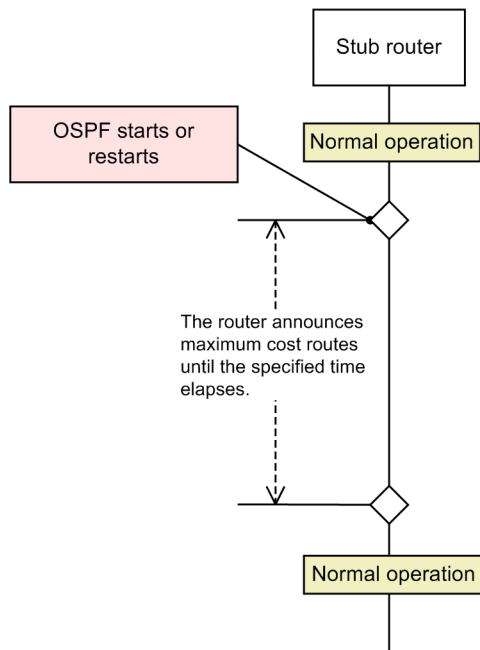 Stub router
OSPF starts or
restarts
Normal operation
The router announces
maximum cost routes
until the specified time
elapses.
Normal operation